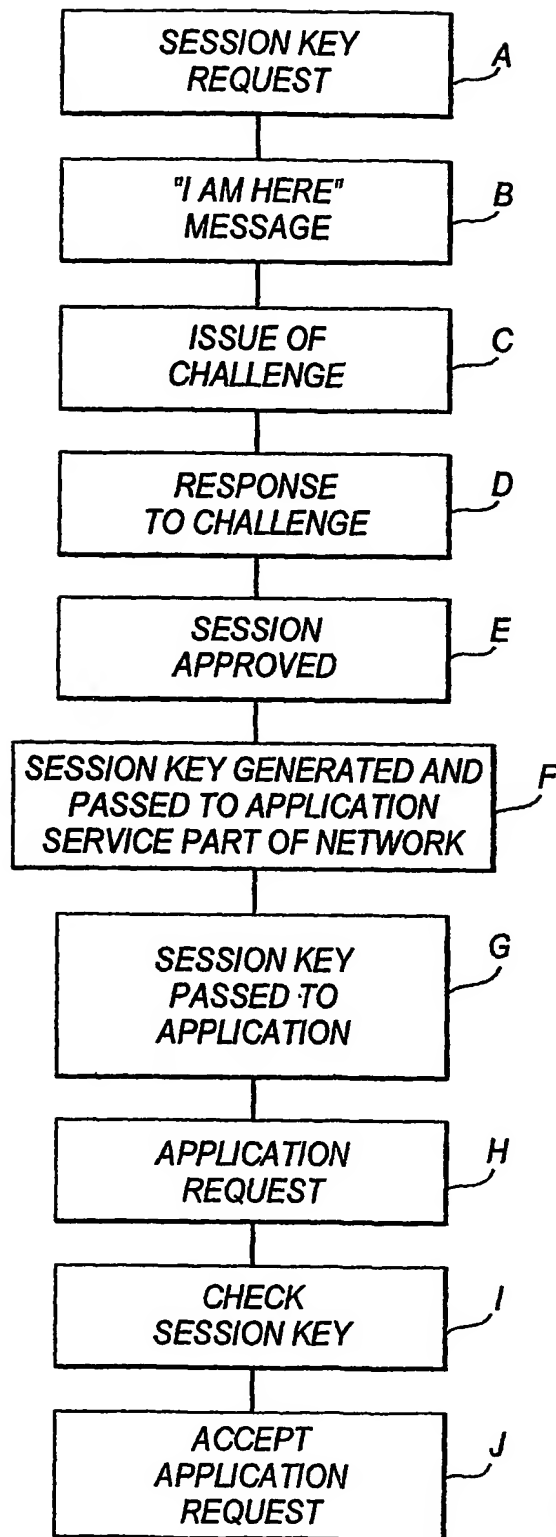 SESSION KEY
REQUEST
A
"I AM HERE"
MESSAGE
B
ISSUE OF
CHALLENGE
C
RESPONSE
TO CHALLENGE
D
SESSION
APPROVED
E
SESSION KEY GENERATED AND
PASSED TO APPLICATION
SERVICE PART OF NETWORK
F
SESSION KEY
PASSED TO
APPLICATION
G
APPLICATION
REQUEST
H
CHECK
SESSION KEY
I
ACCEPT
APPLICATION
REQUEST
J